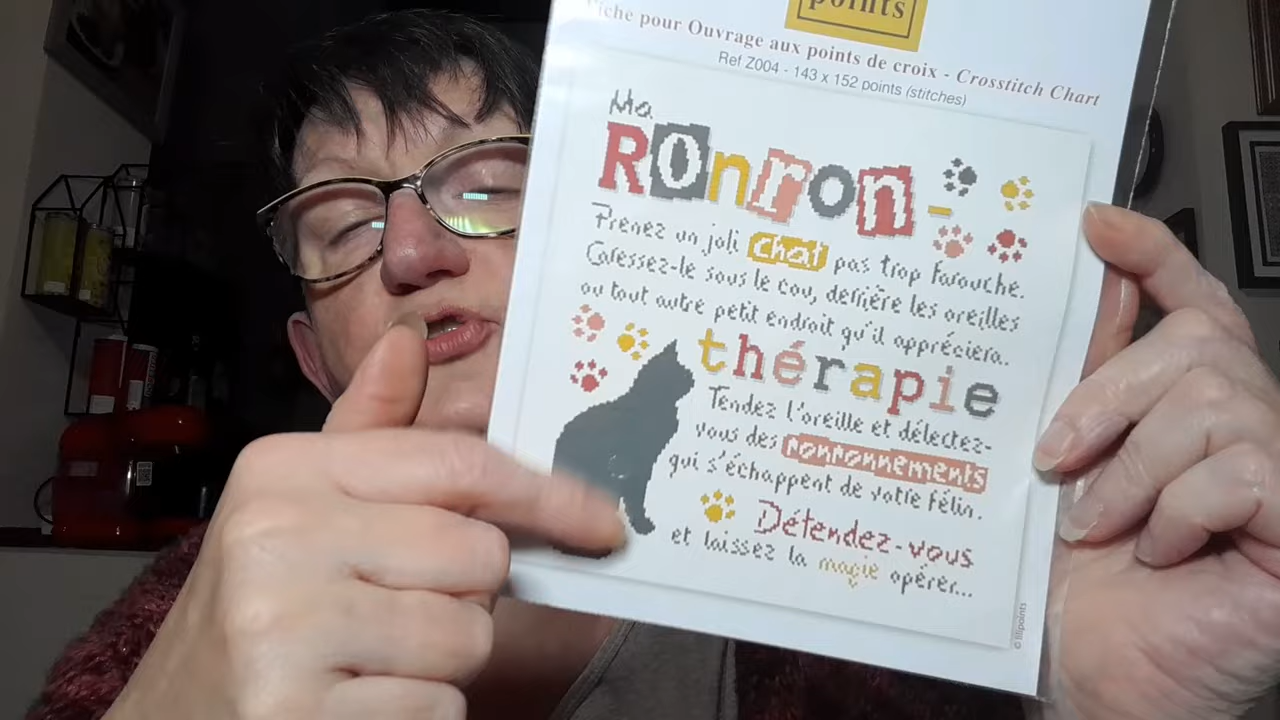 points
Fiche pour Ouvrage aux points de croix - Crosstitch Chart
Ref Z004 - 143 x 152 points (stitches)
Ma
RONRON-
Prenez un joli chat pas trop farouche.
Caressez-le sous le cou, derrière les oreilles
ou tout autre petit endroit qu'il appréciera.
thérapie
Tendez l'oreille et délectez-
vous des ronronnements
qui s'échappent de votre félin.
Détendez-vous
et laissez la magie opérer...
© lilipoints